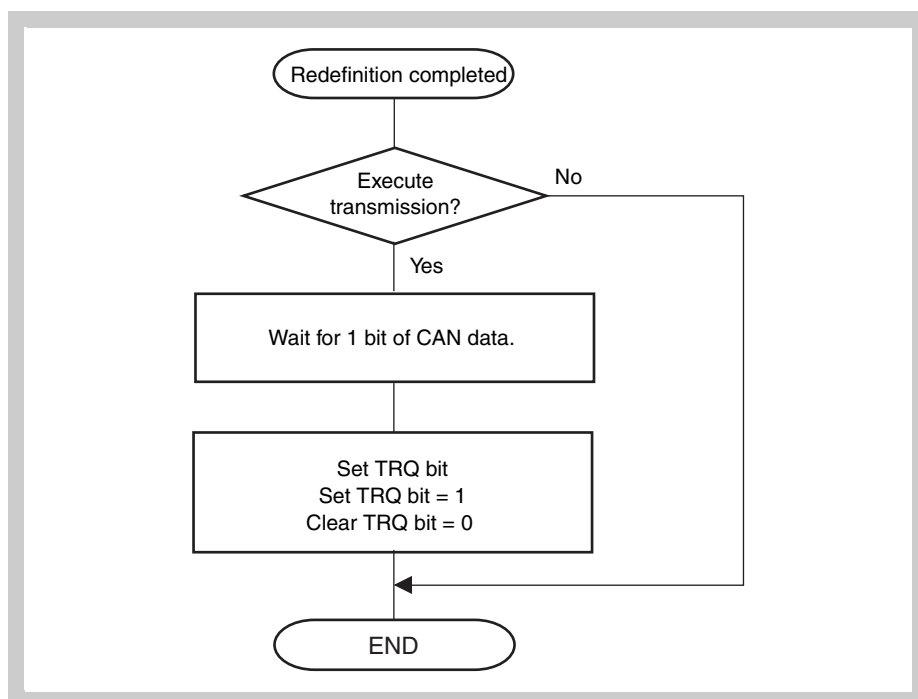 Redefinition completed
Execute
transmission?
No
Yes
Wait for 1 bit of CAN data.
Set TRQ bit
Set TRQ bit = 1
Clear TRQ bit = 0
END